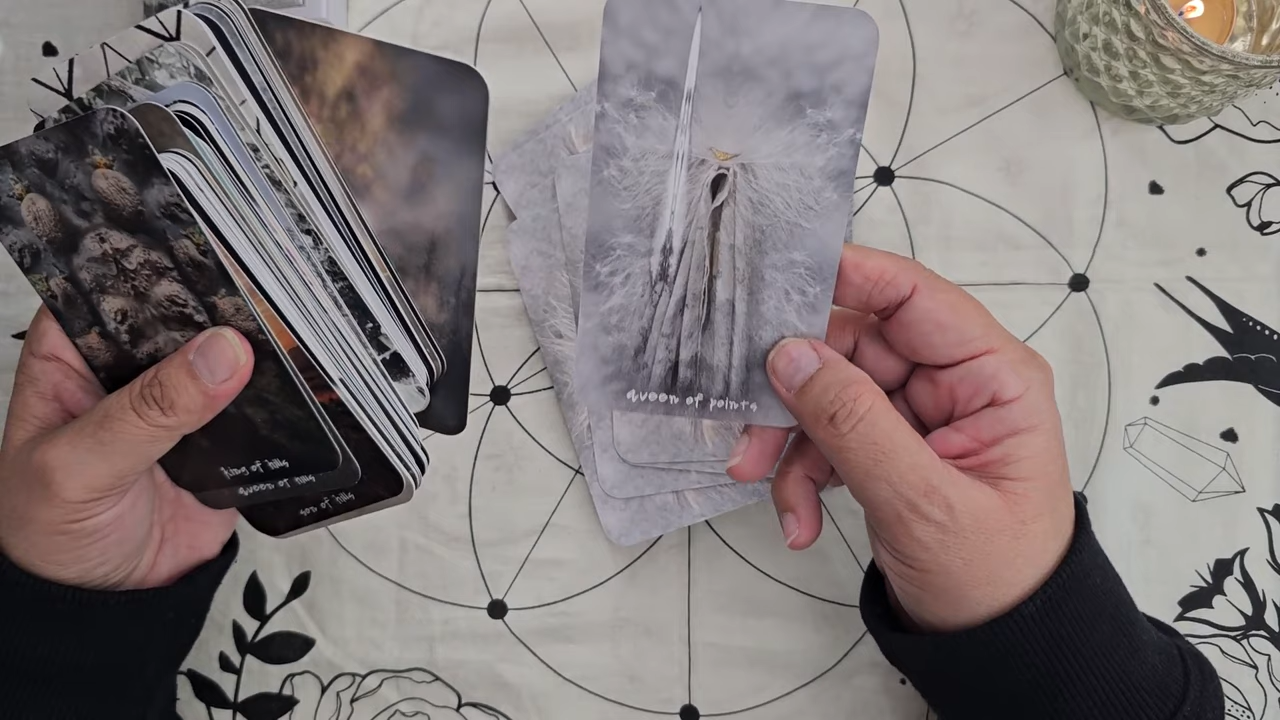 queen of points
king of hills
queen of hills
son of hills